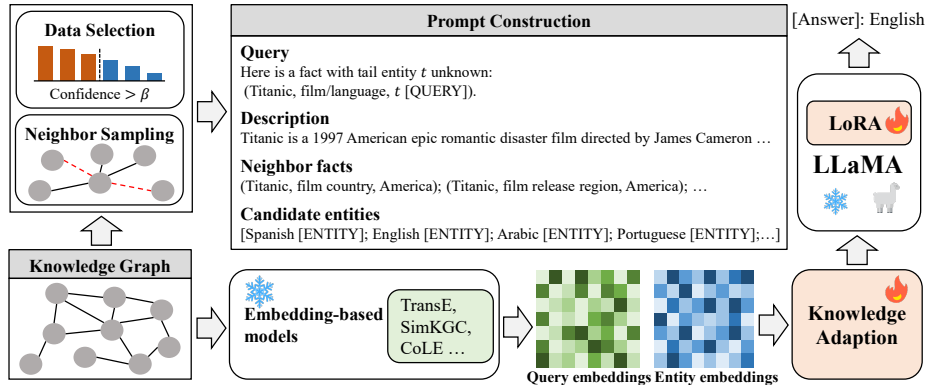 Data Selection
Confidence > β
Neighbor Sampling
Knowledge Graph
Prompt Construction
Query
Here is a fact with tail entity t unknown:
(Titanic, film/language, t [QUERY]).
Description
Titanic is a 1997 American epic romantic disaster film directed by James Cameron …
Neighbor facts
(Titanic, film country, America); (Titanic, film release region, America); …
Candidate entities
[Spanish [ENTITY]; English [ENTITY]; Arabic [ENTITY]; Portuguese [ENTITY];…]
Embedding-based
models
TransE,
SimKGC,
CoLE …
Query embeddings
Entity embeddings
Knowledge
Adaption
LoRA
LLaMA
[Answer]: English